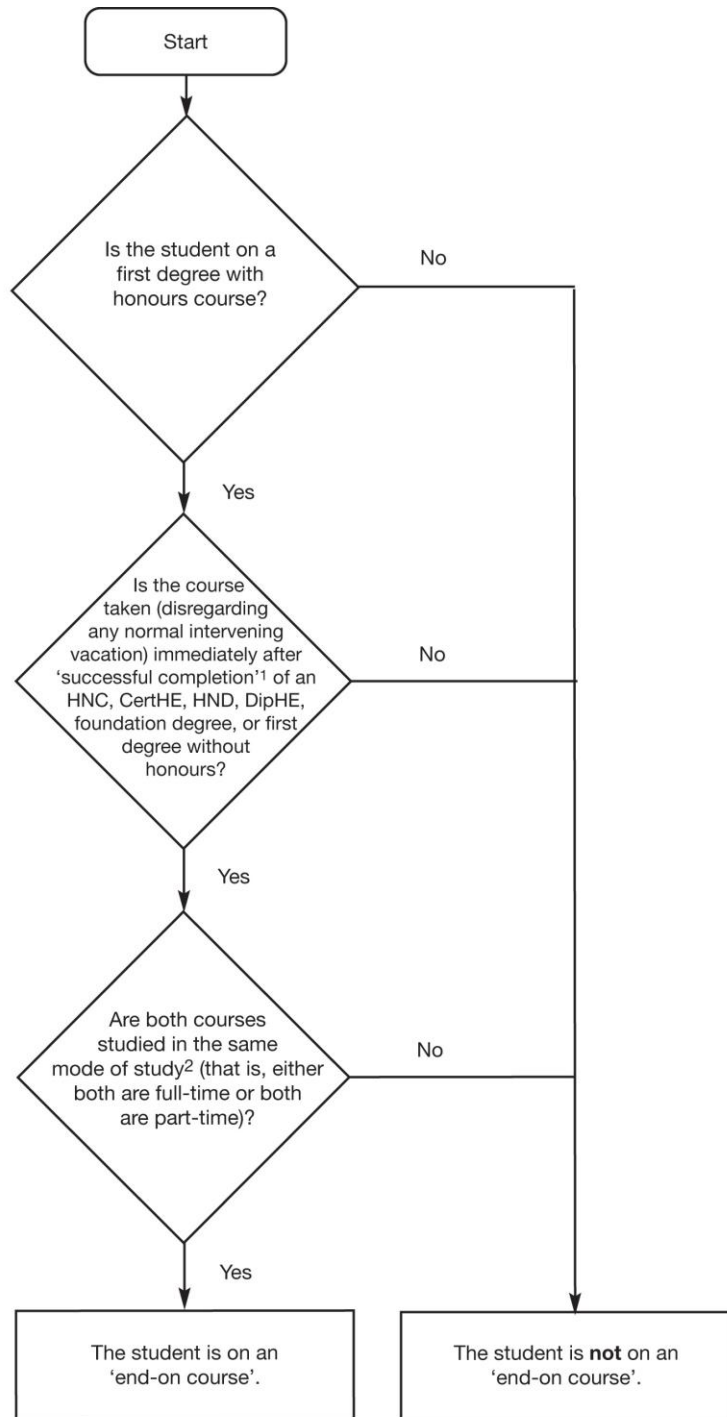 Start
Is the student on a
first degree with
honours course?
No
Yes
Is the course
taken (disregarding
any normal intervening
vacation) immediately after
‘successful completion’¹ of an
HNC, CertHE, HND, DipHE,
foundation degree, or first
degree without
honours?
No
Yes
Are both courses
studied in the same
mode of study² (that is, either
both are full-time or both
are part-time)?
No
Yes
The student is on an
‘end-on course’.
The student is not on an
‘end-on course’.